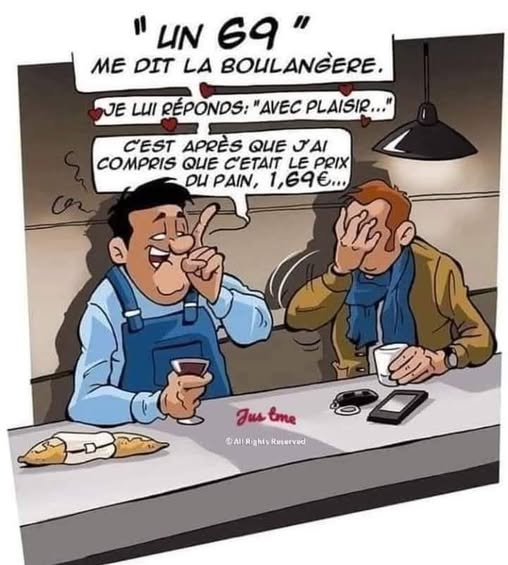 " UN 69 "
ME DIT LA BOULANGÈRE.
JE LUI RÉPONDS: "AVEC PLAISIR..."
C'EST APRÈS QUE J'AI
COMPRIS QUE C'ETAIT LE PRIX
DU PAIN, 1,69€...
Jus tme
© All Rights Reserved